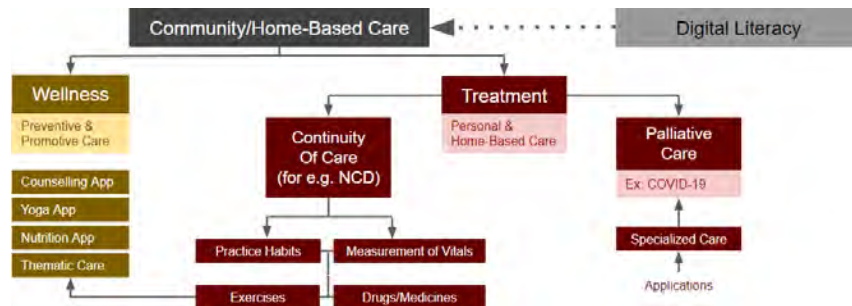 Community/Home-Based Care
Digital Literacy
Wellness
Preventive &
Promotive Care
Counselling App
Yoga App
Nutrition App
Thematic Care
Treatment
Personal &
Home-Based Care
Continuity
Of Care
(for e.g. NCD)
Practice Habits
Measurement of Vitals
Exercises
Drugs/Medicines
Palliative
Care
Ex: COVID-19
Specialized Care
Applications